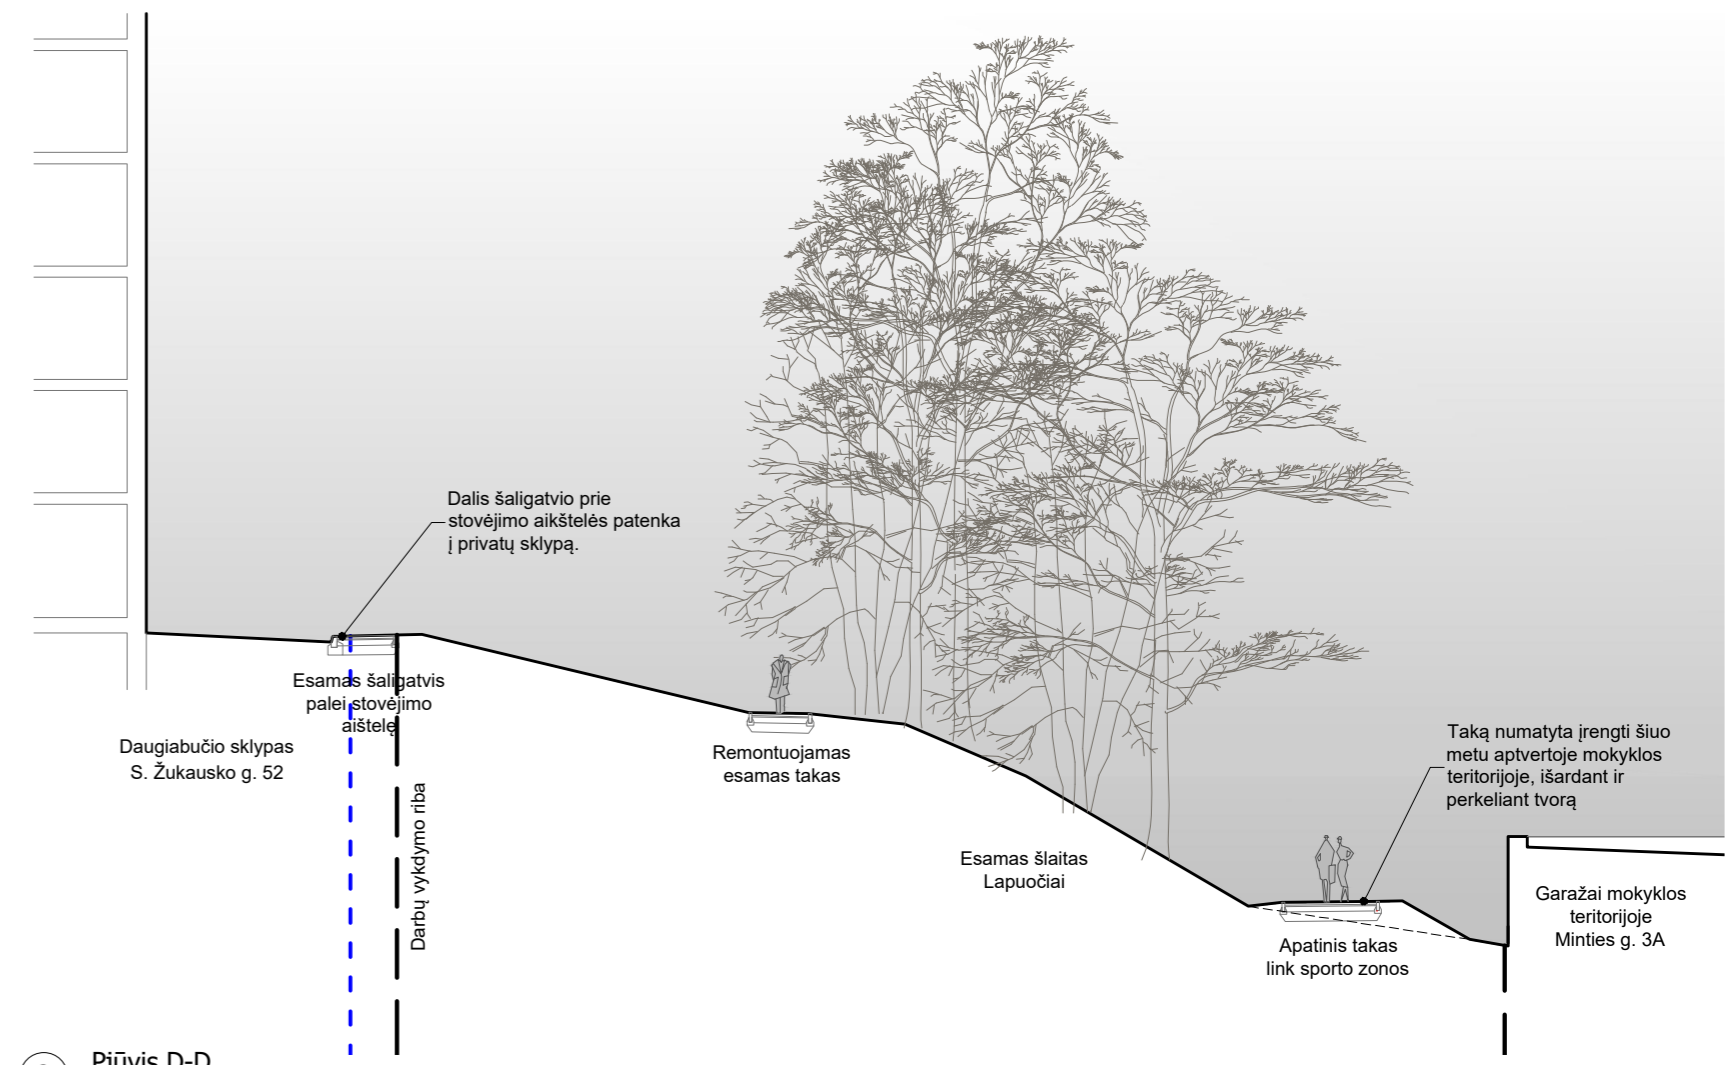 Dalis šaligatvio prie
stovėjimo aikštelės patenka
į privatų sklypą.
Esamas šaligatvis
palei stovėjimo
aištelę
Daugiabučio sklypas
S. Žukausko g. 52
Darbų vykdymo riba
Remontuojamas
esamas takas
Esamas šlaitas
Lapuočiai
Taką numatyta įrengti šiuo
metu aptvertoje mokyklos
teritorijoje, išardant ir
perkeliant tvorą
Apatinis takas
link sporto zonos
Garažai mokyklos
teritorijoje
Minties g. 3A
Pjūvis D-D